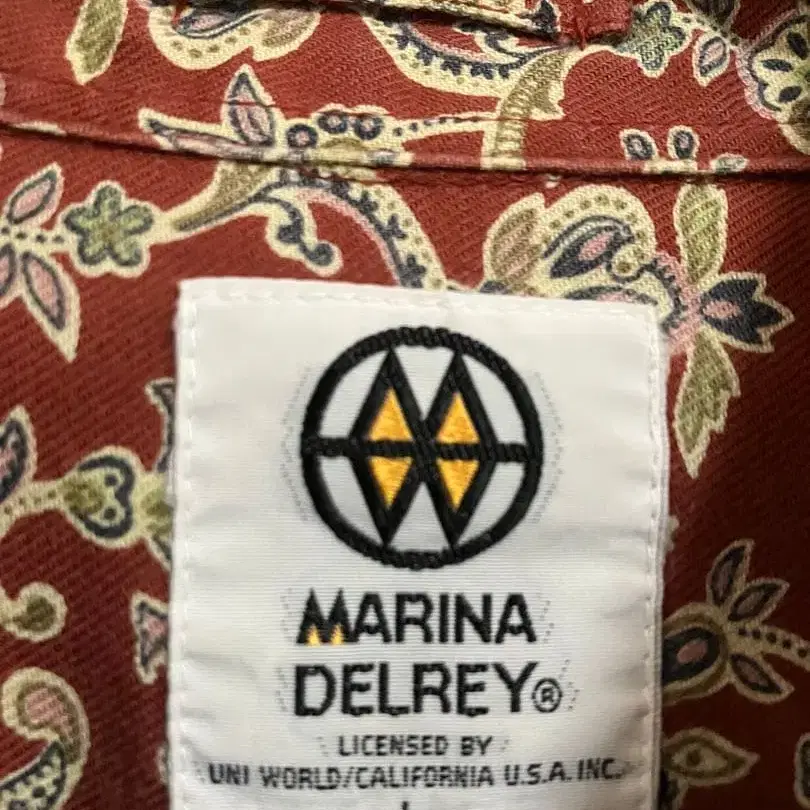 MARINA
DELREY®
LICENSED BY
UNI WORLD/CALIFORNIA U.S.A. INC.